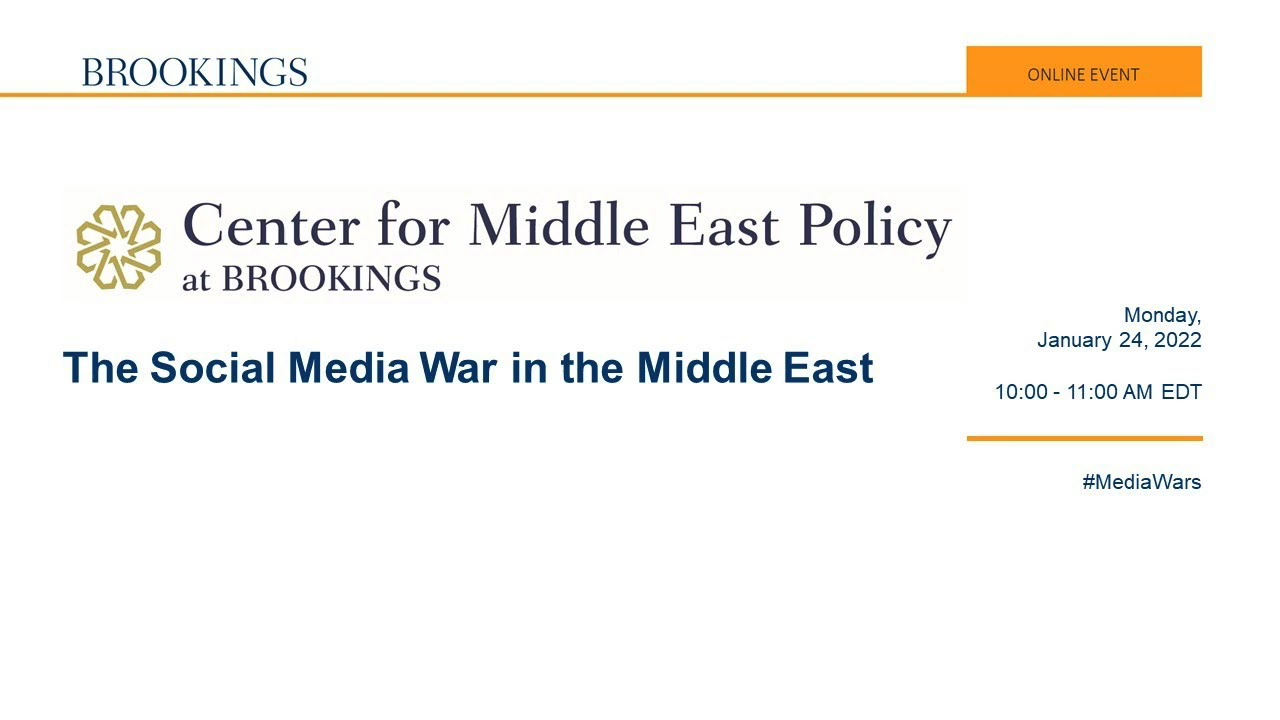 BROOKINGS
ONLINE EVENT
Center for Middle East Policy
at BROOKINGS
The Social Media War in the Middle East
Monday,
January 24, 2022
10:00 - 11:00 AM EDT
#MediaWars